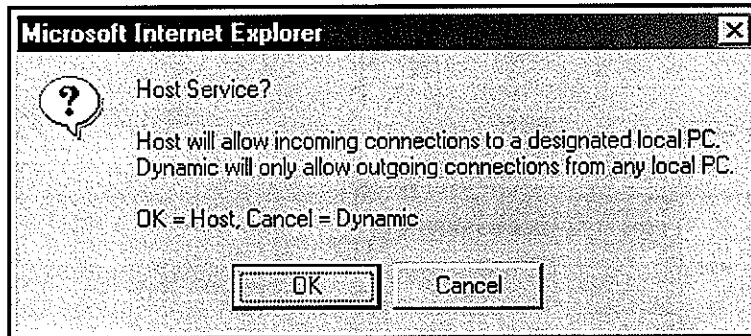 Microsoft Internet Explorer
Host Service?
Host will allow incoming connections to a designated local PC.
Dynamic will only allow outgoing connections from any local PC.
OK = Host, Cancel = Dynamic
OK Cancel